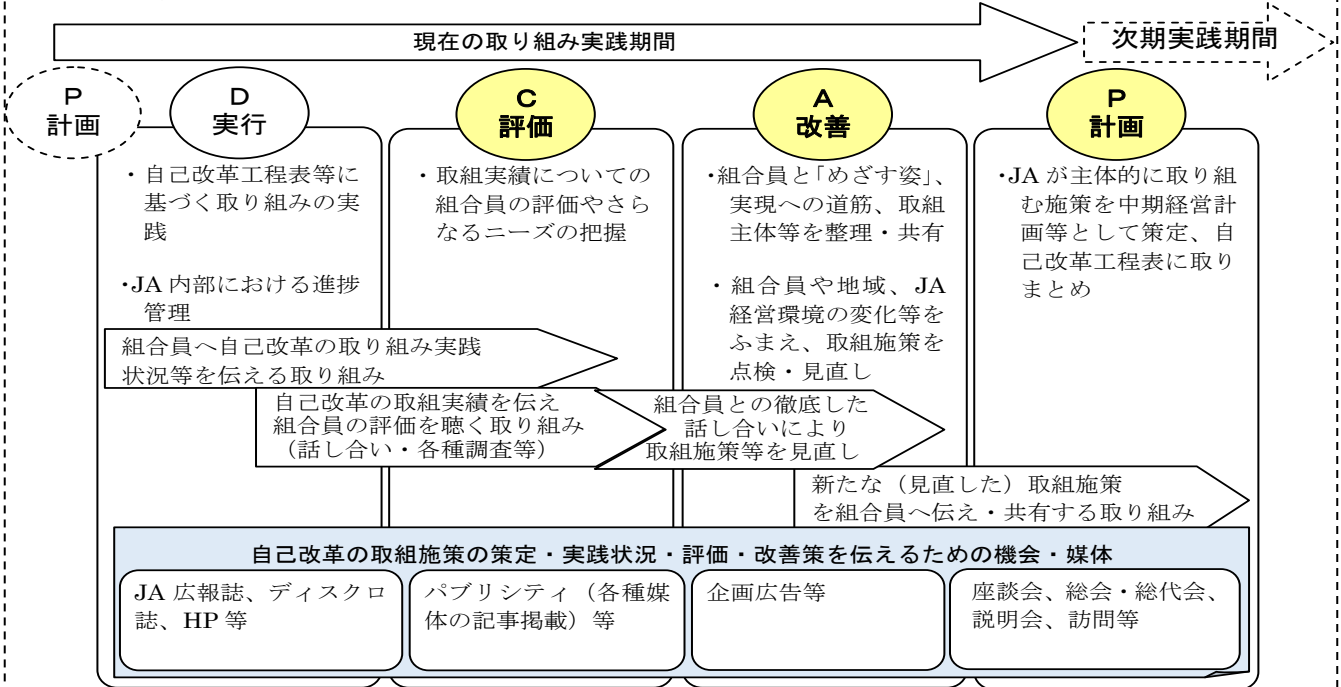 現在の取り組み実践期間
次期実践期間
P
計画
D
実行
C
評価
A
改善
P
計画
・自己改革工程表等に
基づく取り組みの実
践
・JA 内部における進捗
管理
・取組実績についての
組合員の評価やさら
なるニーズの把握
・組合員と「めざす姿」、
実現への道筋、取組
主体等を整理・共有
・組合員や地域、JA
経営環境の変化等を
ふまえ、取組施策を
点検・見直し
・JAが主体的に取り組
む施策を中期経営計
画等として策定、自
己改革工程表に取り
まとめ
組合員へ自己改革の取り組み実践
状況等を伝える取り組み
自己改革の取組実績を伝え
組合員の評価を聴く取り組み
（話し合い・各種調査等）
組合員との徹底した
話し合いにより
取組施策等を見直し
新たな（見直した）取組施策
を組合員へ伝え・共有する取り組み
自己改革の取組施策の策定・実践状況・評価・改善策を伝えるための機会・媒体
JA 広報誌、ディスクロ
誌、HP 等
パブリシティ（各種媒
体の記事掲載）等
企画広告等
座談会、総会・総代会、
説明会、訪問等